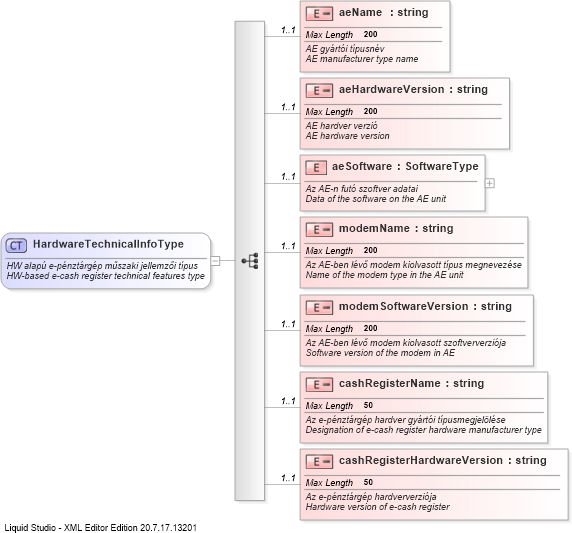 1..1
E aeName : string
Max Length 200
AE gyártói típusnév
AE manufacturer type name
1..1
E aeHardwareVersion : string
Max Length 200
AE hardver verzió
AE hardware version
1..1
E aeSoftware : SoftwareType
Az AE-n futó szoftver adatai
Data of the software on the AE unit
1..1
E modemName : string
Max Length 200
Az AE-ben lévő modem kiolvasott típus megnevezése
Name of the modem type in the AE unit
CT HardwareTechnicalInfoType
HW alapú e-pénztárgép műszaki jellemzői típus
HW-based e-cash register technical features type
1..1
E modemSoftwareVersion : string
Max Length 200
Az AE-ben lévő modem kiolvasott szoftververziója
Software version of the modem in AE
1..1
E cashRegisterName : string
Max Length 50
Az e-pénztárgép hardver gyártói típusmegjelölése
Designation of e-cash register hardware manufacturer type
1..1
E cashRegisterHardwareVersion : string
Max Length 50
Az e-pénztárgép hardververziója
Hardware version of e-cash register
Liquid Studio - XML Editor Edition 20.7.17.13201